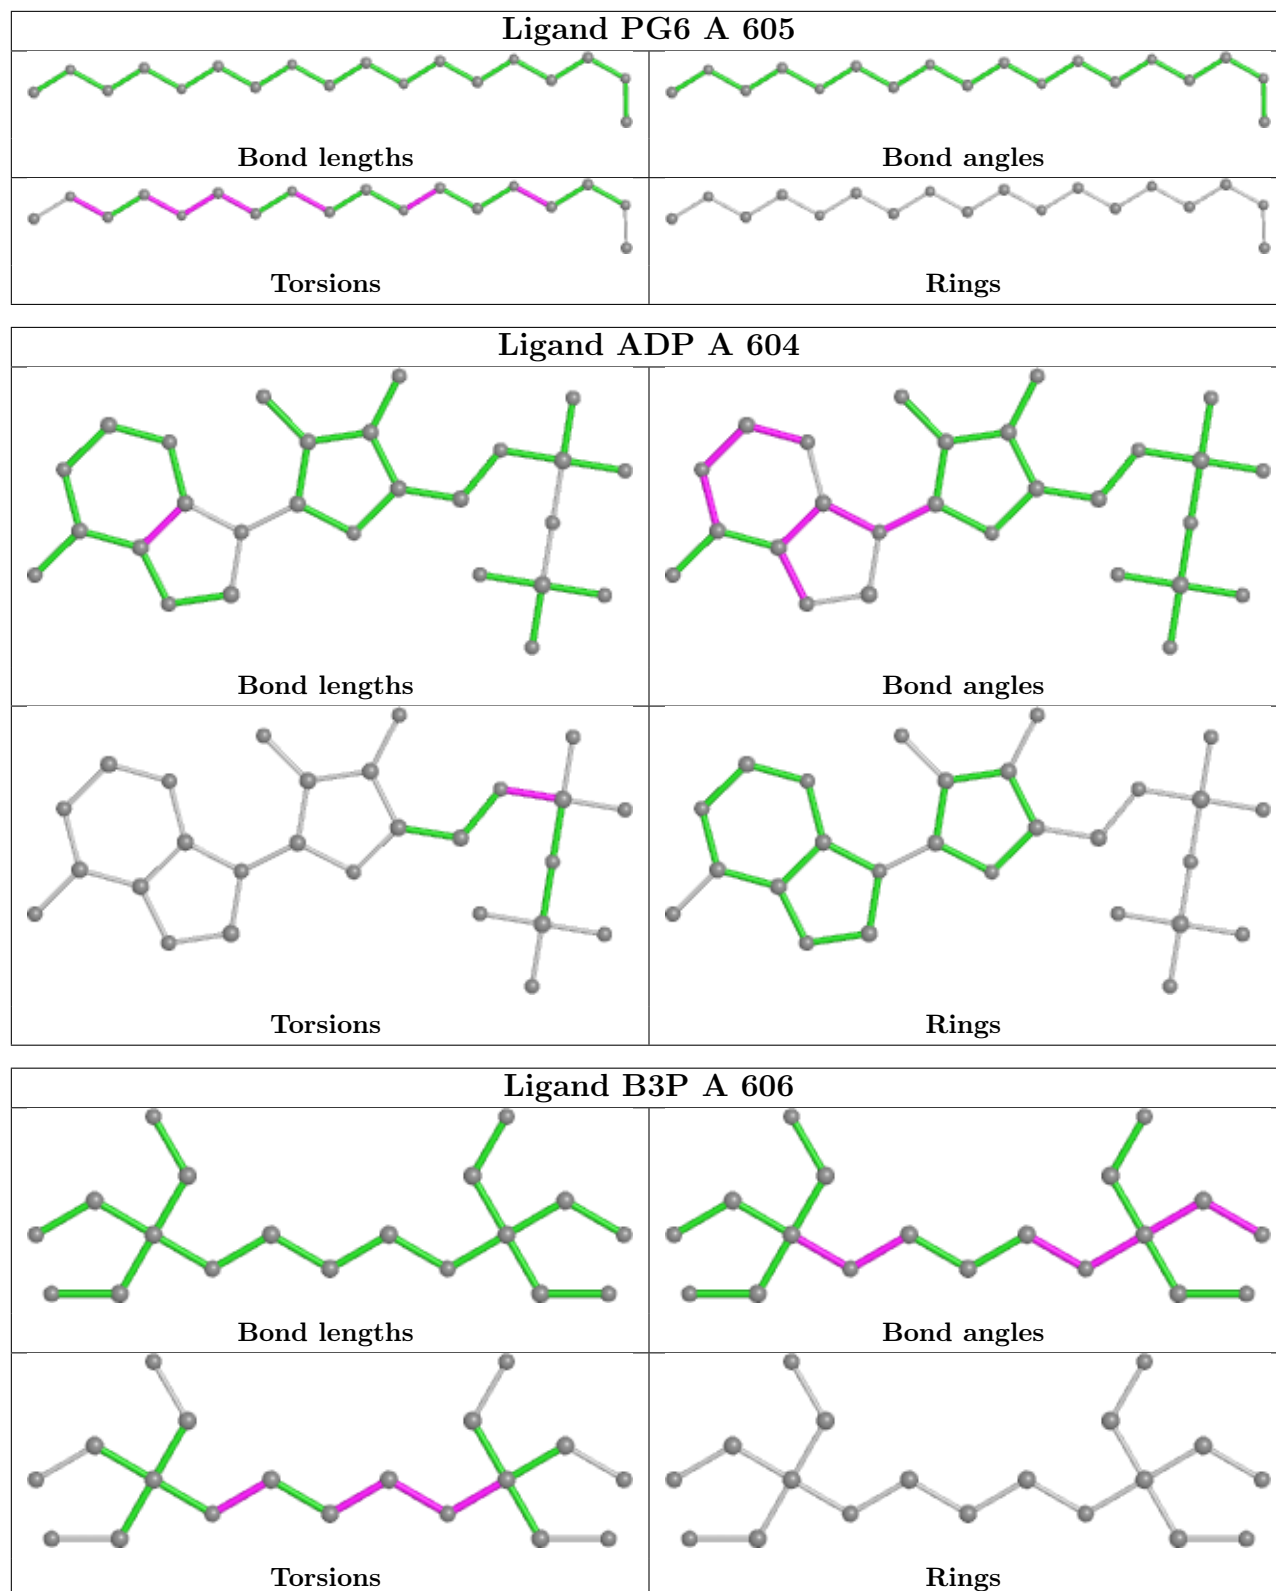 Ligand PG6 A 605
Bond lengths
Bond angles
Torsions
Rings
Ligand ADP A 604
Bond lengths
Bond angles
Torsions
Rings
Ligand B3P A 606
Bond lengths
Bond angles
Torsions
Rings